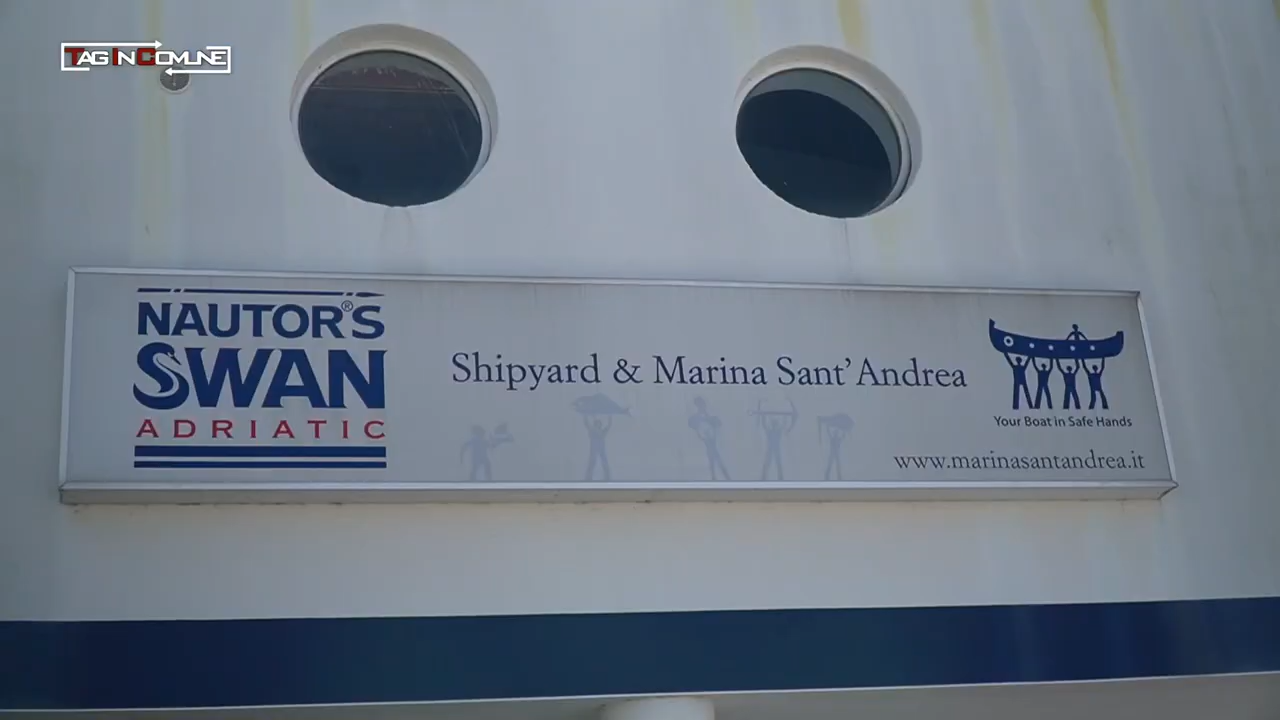 TAG IN COMUNE
NAUTOR'S®
SWAN
ADRIATIC
Shipyard & Marina Sant'Andrea
Your Boat in Safe Hands
www.marinasantandrea.it